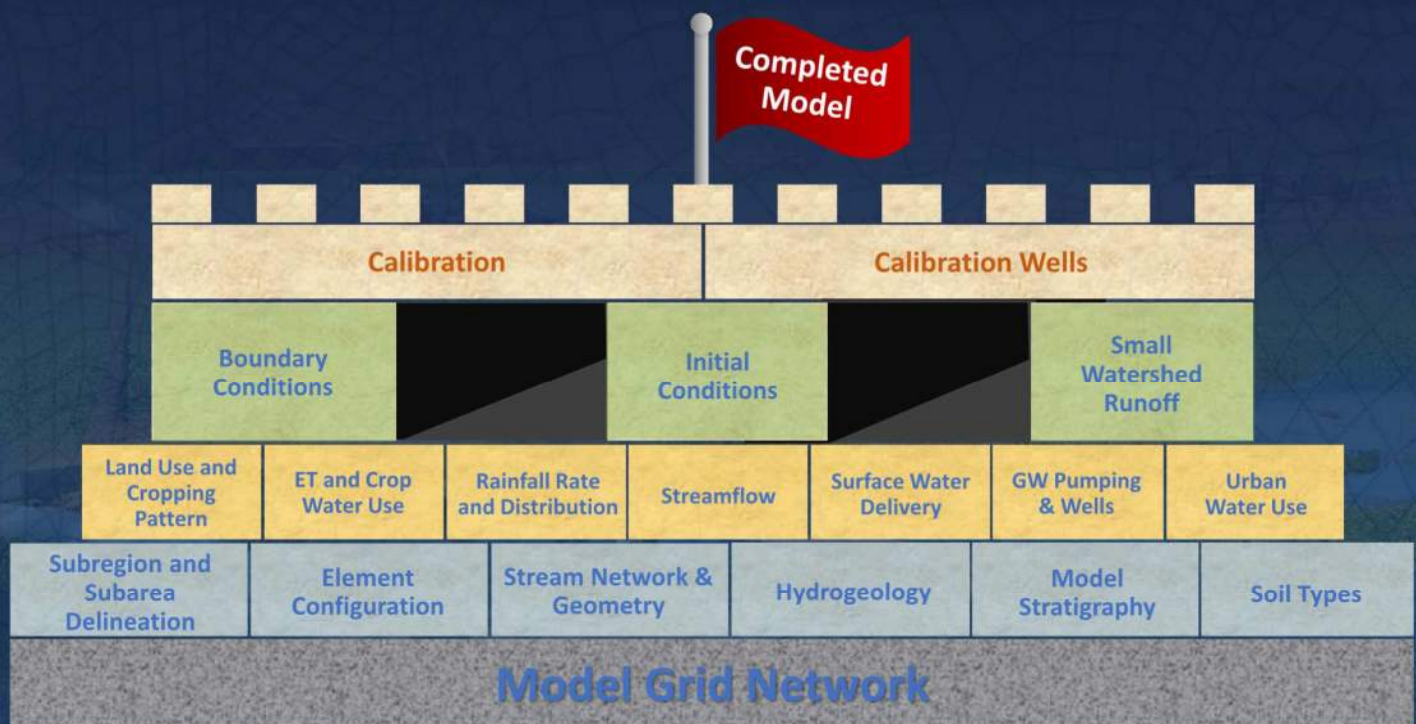 Completed
Model
Calibration
Calibration Wells
Boundary
Conditions
Initial
Conditions
Small
Watershed
Runoff
Land Use and
Cropping
Pattern
ET and Crop
Water Use
Rainfall Rate
and Distribution
Streamflow
Surface Water
Delivery
GW Pumping
& Wells
Urban
Water Use
Subregion and
Subarea
Delineation
Element
Configuration
Stream Network &
Geometry
Hydrogeology
Model
Stratigraphy
Soil Types
Model Grid Network